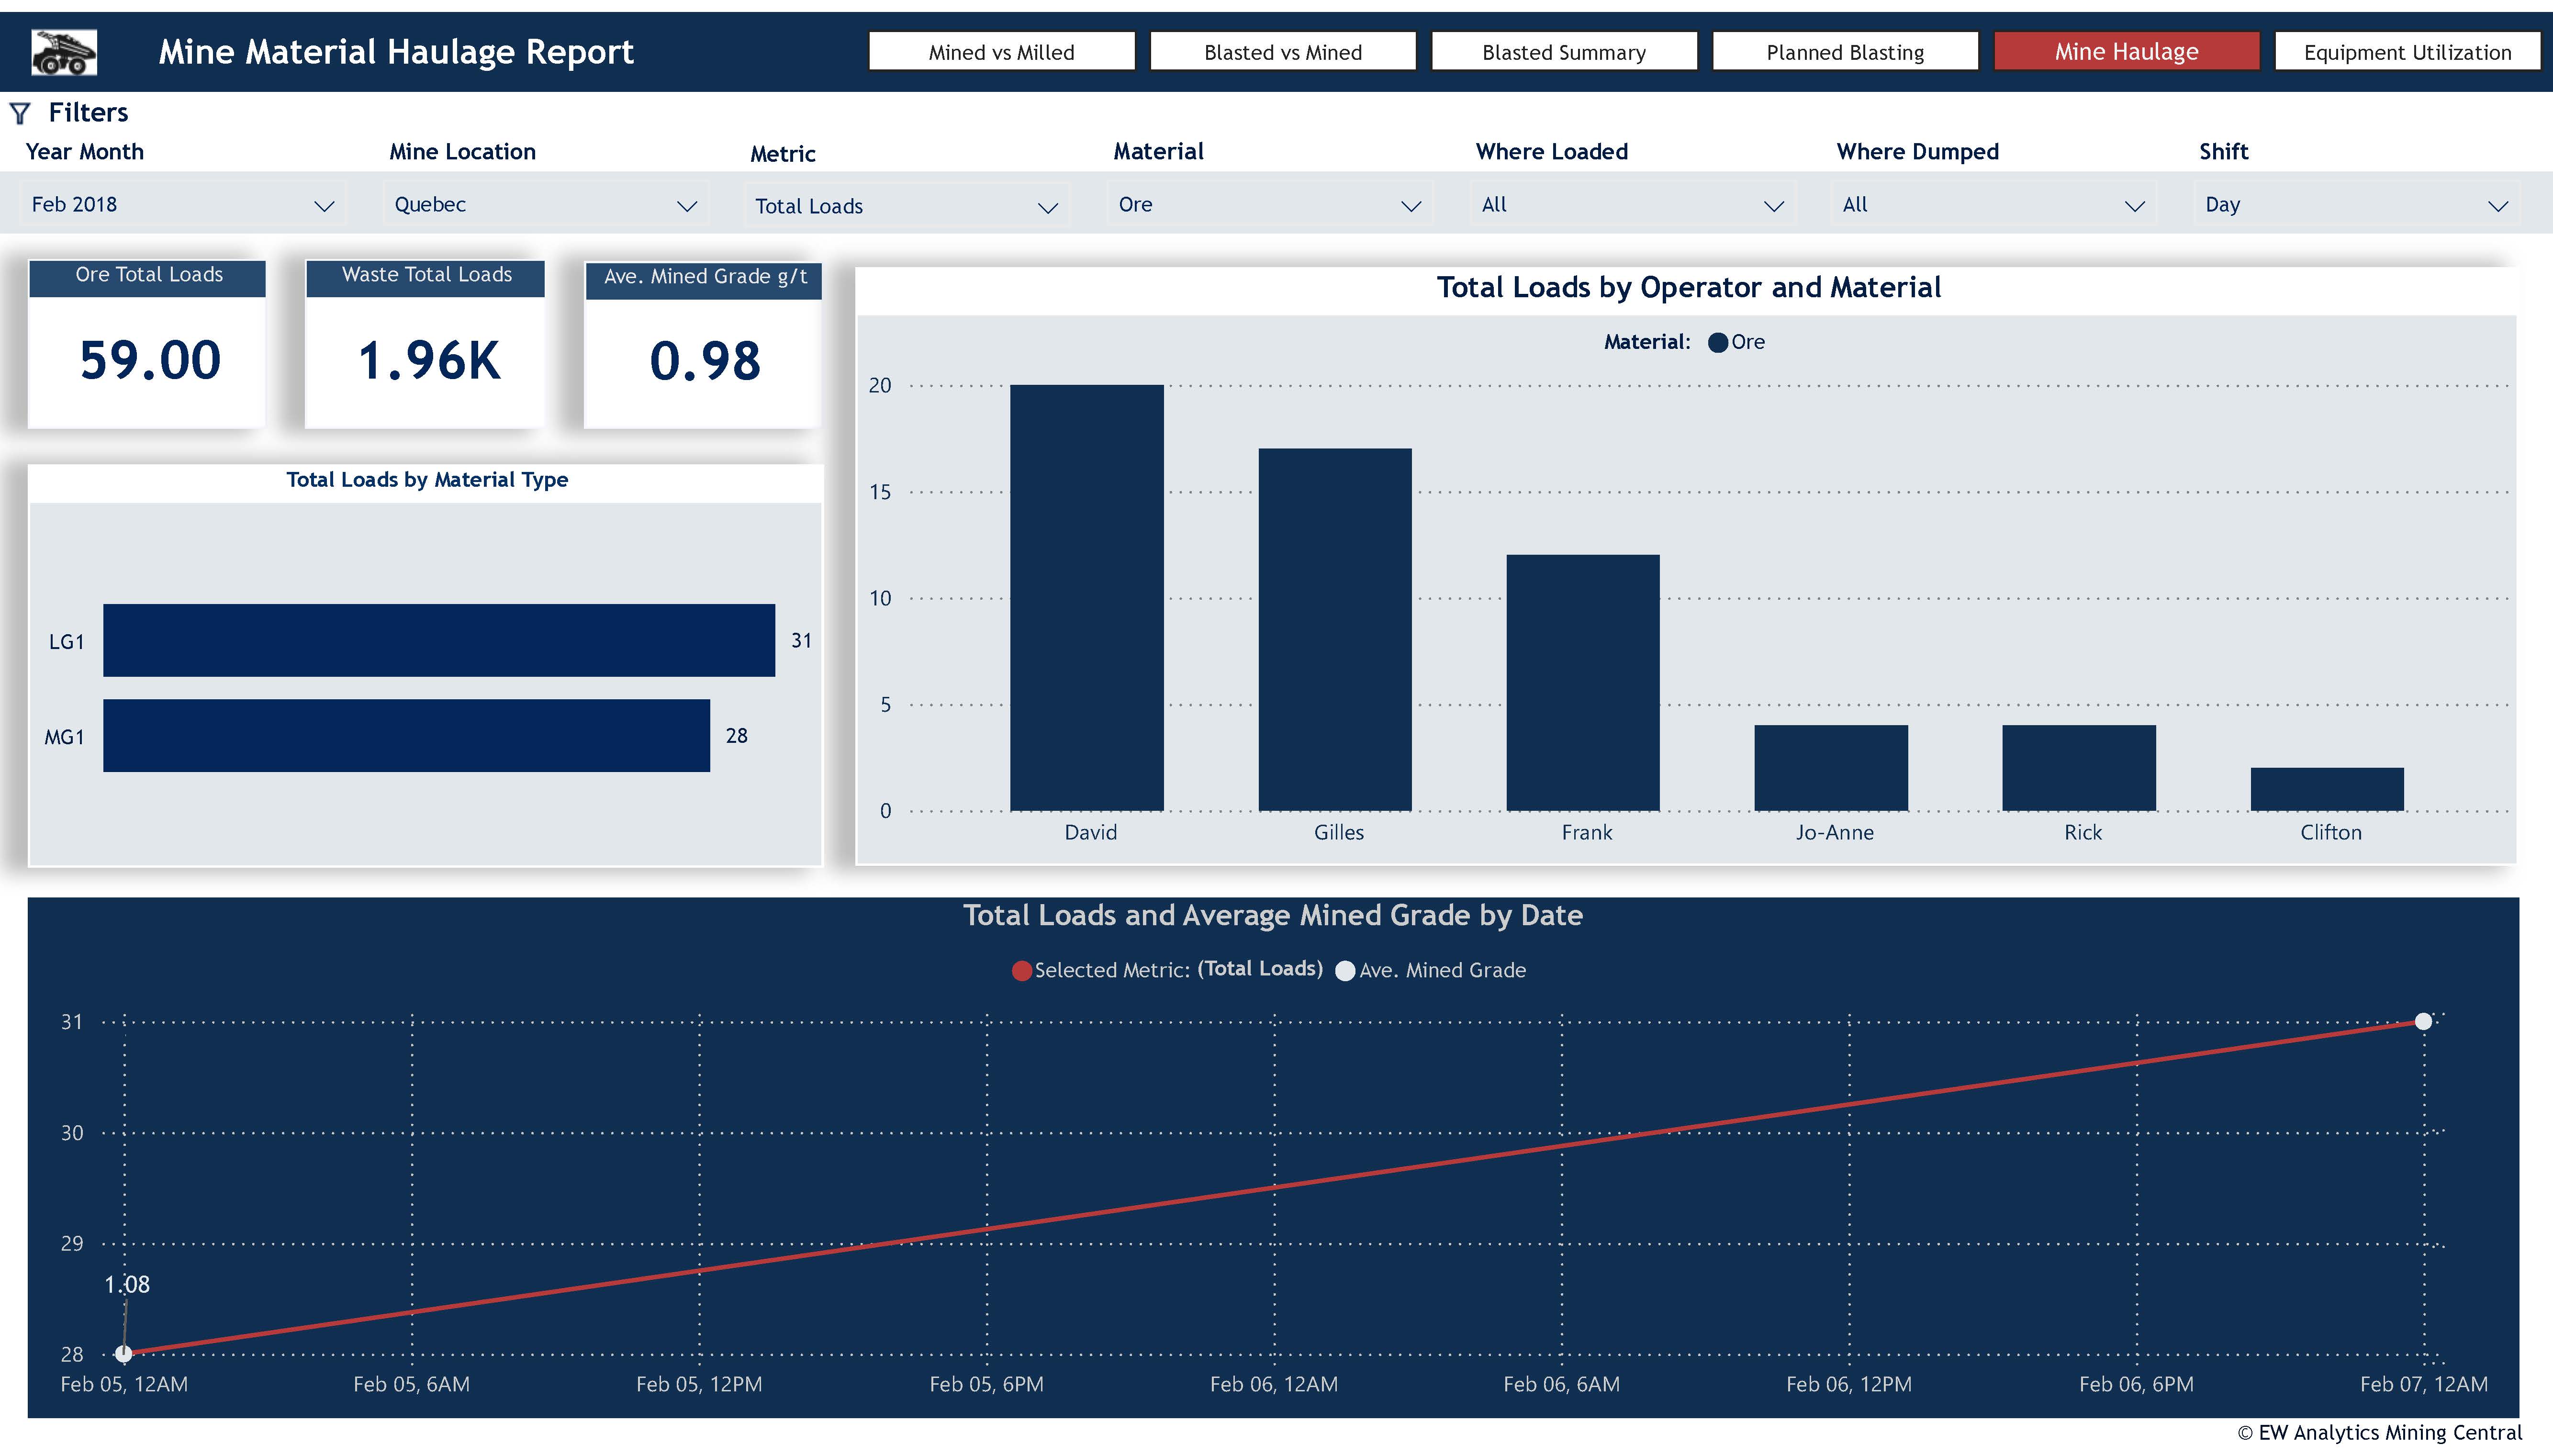 Mine Material Haulage Report
Mined vs Milled
Blasted vs Mined
Blasted Summary
Planned Blasting
Mine Haulage
Equipment Utilization
Filters
Year Month
Mine Location
Metric
Material
Where Loaded
Where Dumped
Shift
Feb 2018
Quebec
Total Loads
Ore
All
All
Day
Ore Total Loads
59.00
Waste Total Loads
1.96K
Ave. Mined Grade g/t
0.98
Total Loads by Material Type
LG1
31
MG1
28
Total Loads by Operator and Material
Material: Ore
20
15
10
5
0
David
Gilles
Frank
Jo-Anne
Rick
Clifton
Total Loads and Average Mined Grade by Date
Selected Metric: (Total Loads) Ave. Mined Grade
31
30
29
28
1.08
Feb 05, 12AM
Feb 05, 6AM
Feb 05, 12PM
Feb 05, 6PM
Feb 06, 12AM
Feb 06, 6AM
Feb 06, 12PM
Feb 06, 6PM
Feb 07, 12AM
© EW Analytics Mining Central